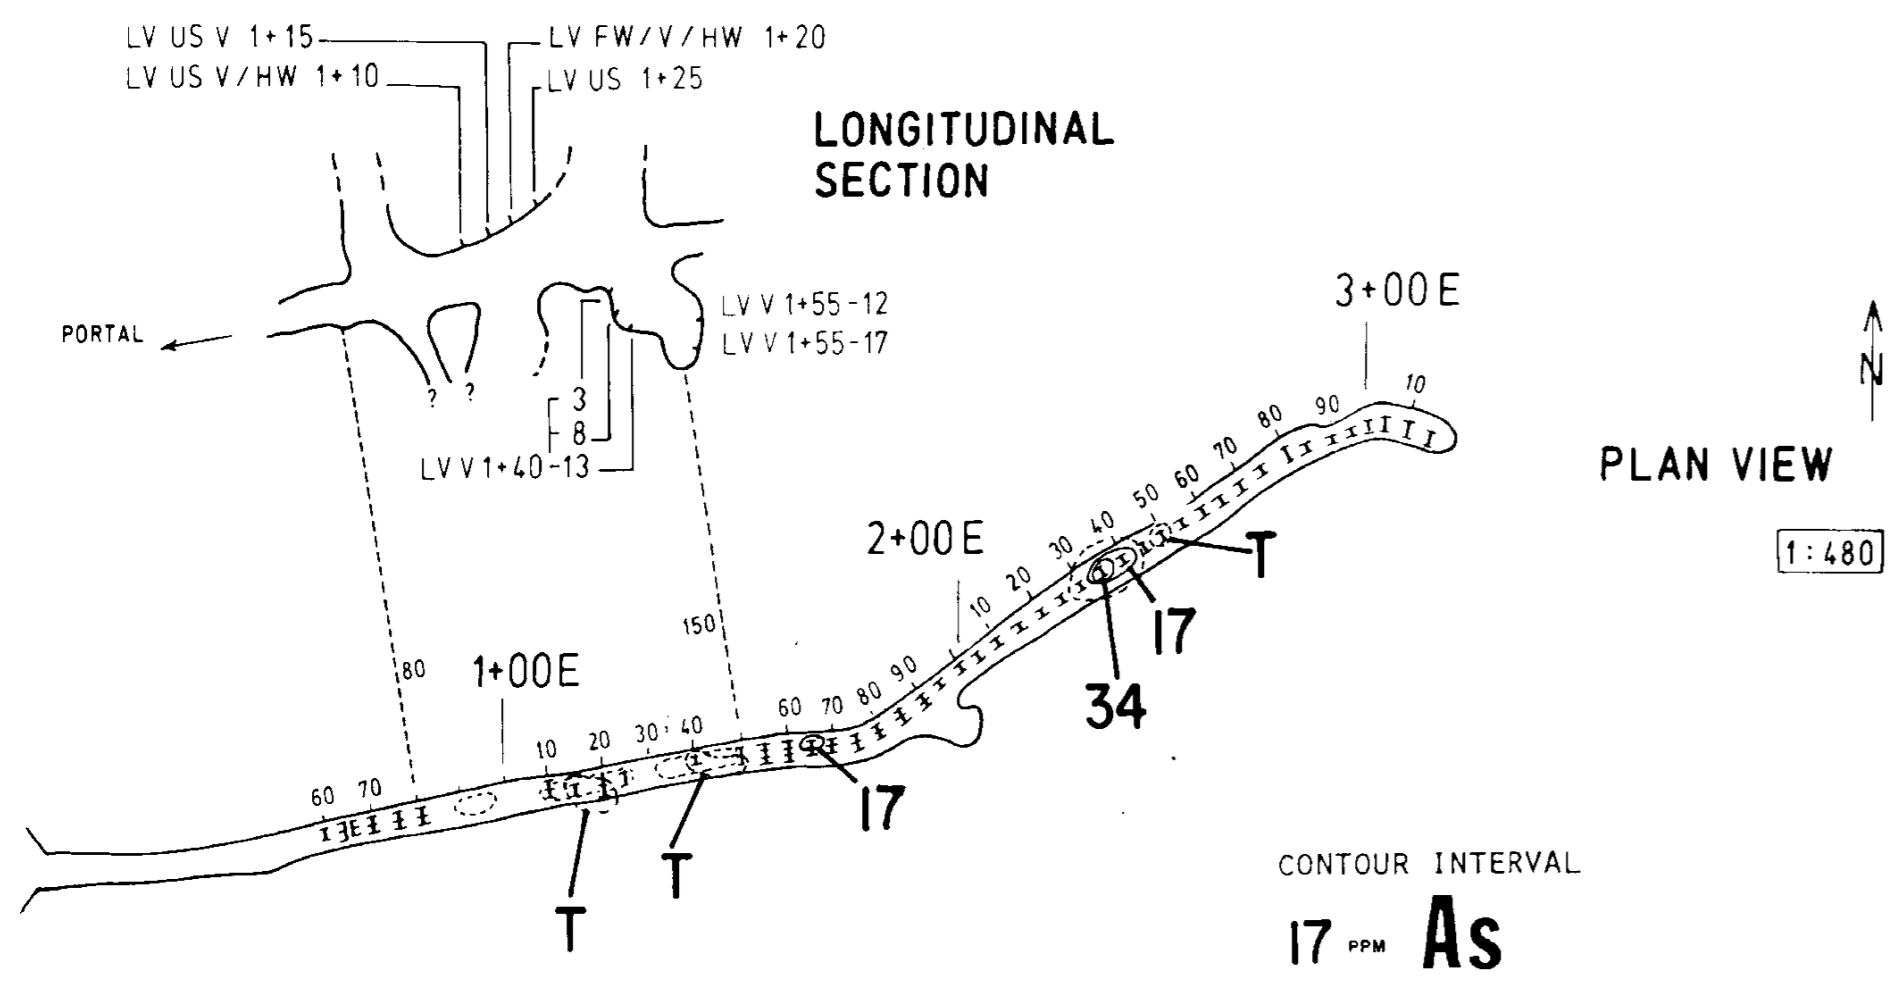 LV US V 1+15
LV FW/V/HW 1+20
LV US V/HW 1+10
LV US 1+25
LONGITUDINAL
SECTION
PORTAL
LV V 1+55-12
LV V 1+55-17
3
8
LV V 1+40-13
? ?
3+00 E
N
10
90
80
70
60
50
40
30
20
10
PLAN VIEW
1:480
2+00 E
T
17
34
150
80
1+00 E
90
80
70
60
40
30
20
10
70
60
17
T
T
CONTOUR INTERVAL
17 PPM As